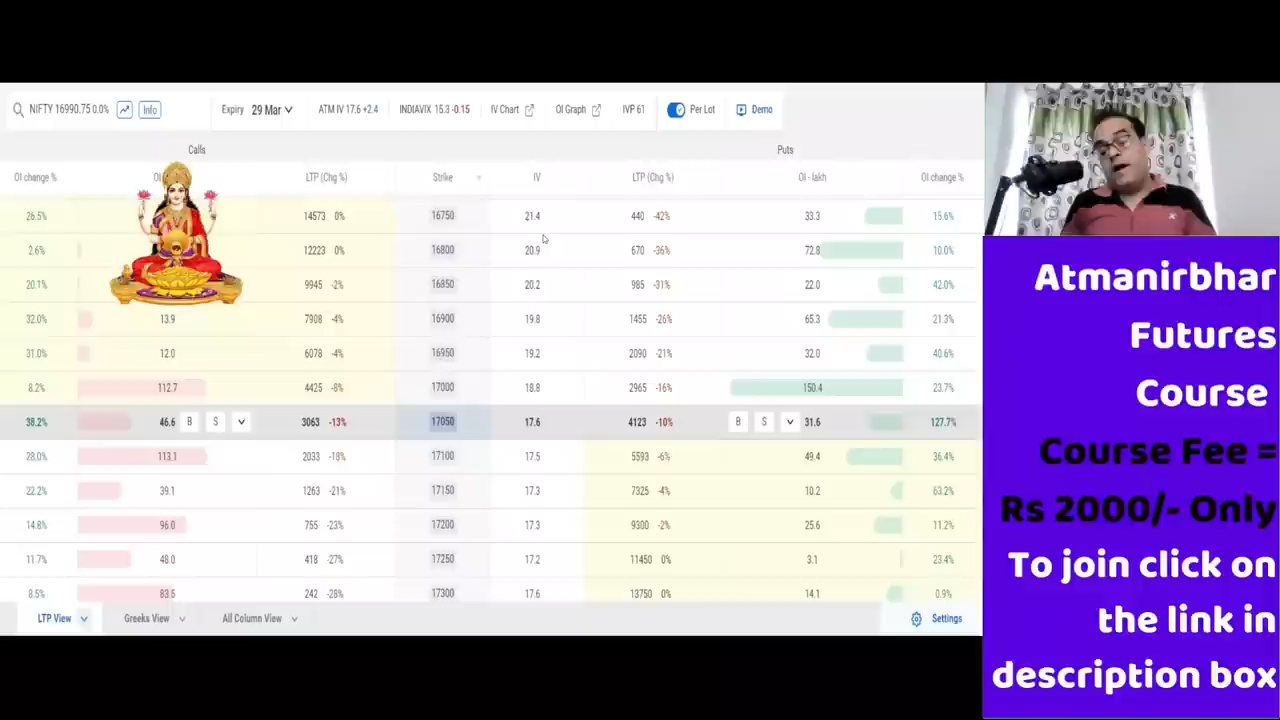 NIFTY 16990.75 0.0% Info Expiry 29 Mar ATM IV 17.6 +2.4 INDIAVIX 15.3 -0.15 IV Chart OI Graph IVP 61 Per Lot Demo
Calls Puts
OI change % OI LTP (Chg %) Strike IV LTP (Chg %) OI - lakh OI change %
26.5% 14573 0% 16750 21.4 440 -42% 33.3 15.6%
2.6% 12223 0% 16800 20.9 670 -36% 72.8 10.0%
20.1% 9945 -2% 16850 20.2 985 -31% 22.0 42.0%
32.0% 13.9 7908 -4% 16900 19.8 1455 -26% 65.3 21.3%
31.0% 12.0 6078 -4% 16950 19.2 2090 -21% 32.0 40.6%
8.2% 112.7 4425 -8% 17000 18.8 2965 -16% 150.4 23.7%
38.2% 46.6 B S 3063 -13% 17050 17.6 4123 -10% B S 31.6 127.7%
28.0% 113.1 2033 -18% 17100 17.5 5593 -6% 49.4 36.4%
22.2% 39.1 1263 -21% 17150 17.3 7325 -4% 10.2 63.2%
14.8% 96.0 755 -23% 17200 17.3 9300 -2% 25.6 11.2%
11.7% 48.0 418 -27% 17250 17.2 11450 0% 3.1 23.4%
8.5% 83.5 242 -28% 17300 17.6 13750 0% 14.1 0.9%
LTP View Greeks View All Column View Settings
Atmanirbhar
Futures
Course
Course Fee =
Rs 2000/- Only
To join click on
the link in
description box